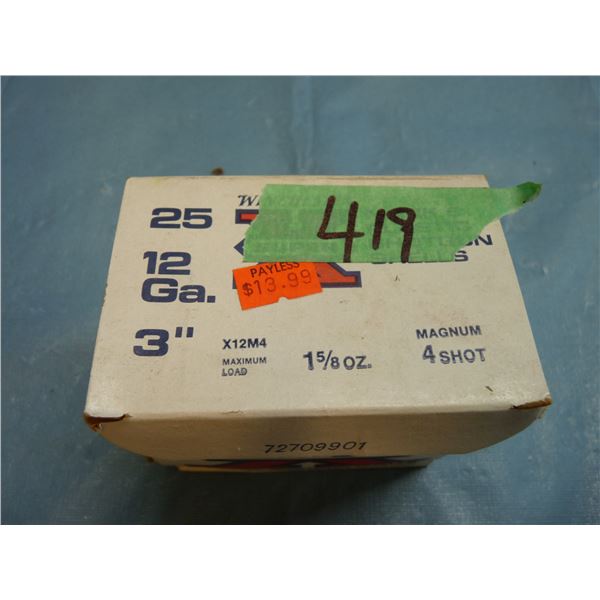 25
419
12
Ga.
PAYLESS
$13.99
3"
X12M4
MAXIMUM
LOAD
1 5/8 OZ.
MAGNUM
4 SHOT
72709901